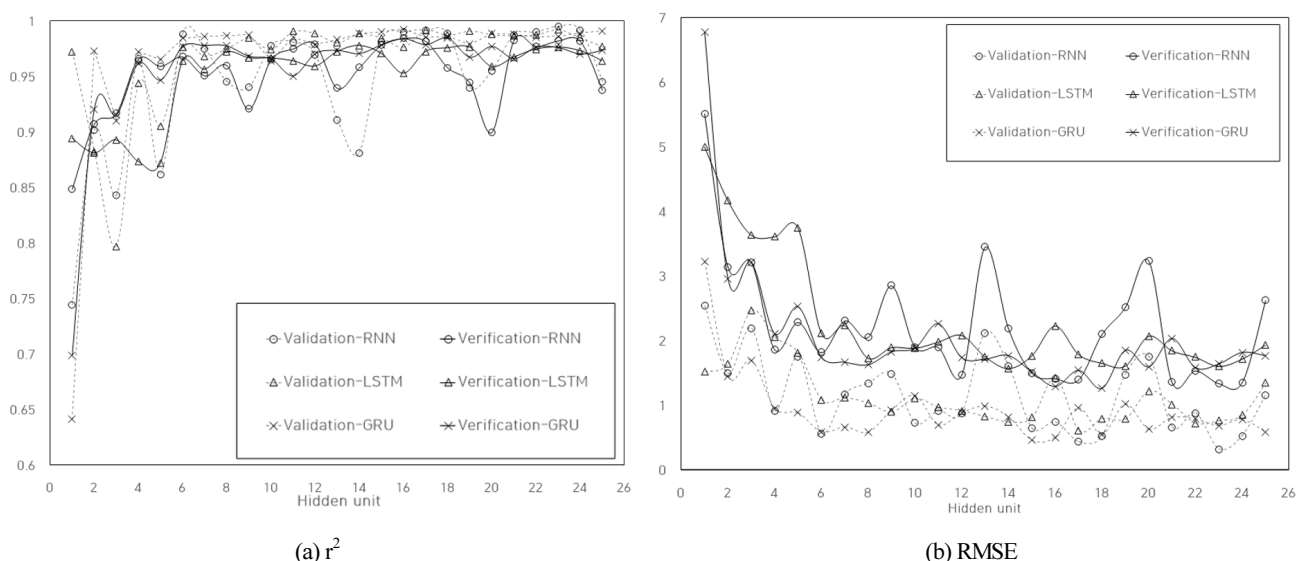 1
0.95
0.9
0.85
0.8
0.75
0.7
0.65
0.6
0 2 4 6 8 10 12 14 16 18 20 22 24 26
Hidden unit
Validation-RNN Verification-RNN
Validation-LSTM Verification-LSTM
Validation-GRU Verification-GRU
(a) r²
7
6
5
4
3
2
1
0
0 2 4 6 8 10 12 14 16 18 20 22 24 26
Hidden unit
Validation-RNN Verification-RNN
Validation-LSTM Verification-LSTM
Validation-GRU Verification-GRU
(b) RMSE